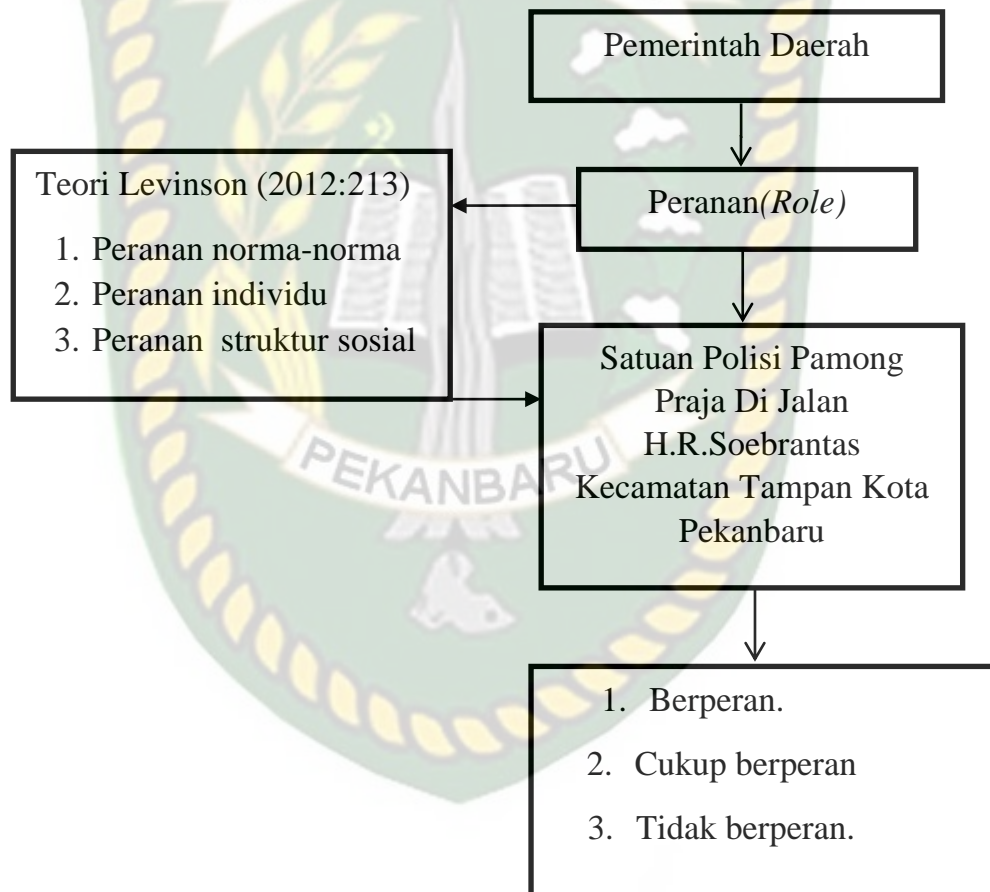 Pemerintah Daerah
Teori Levinson (2012:213)
1. Peranan norma-norma
2. Peranan individu
3. Peranan struktur sosial
Peranan(Role)
Satuan Polisi Pamong
Praja Di Jalan
H.R.Soebrantas
Kecamatan Tampan Kota
Pekanbaru
PEKANBARU
1. Berperan.
2. Cukup berperan
3. Tidak berperan.